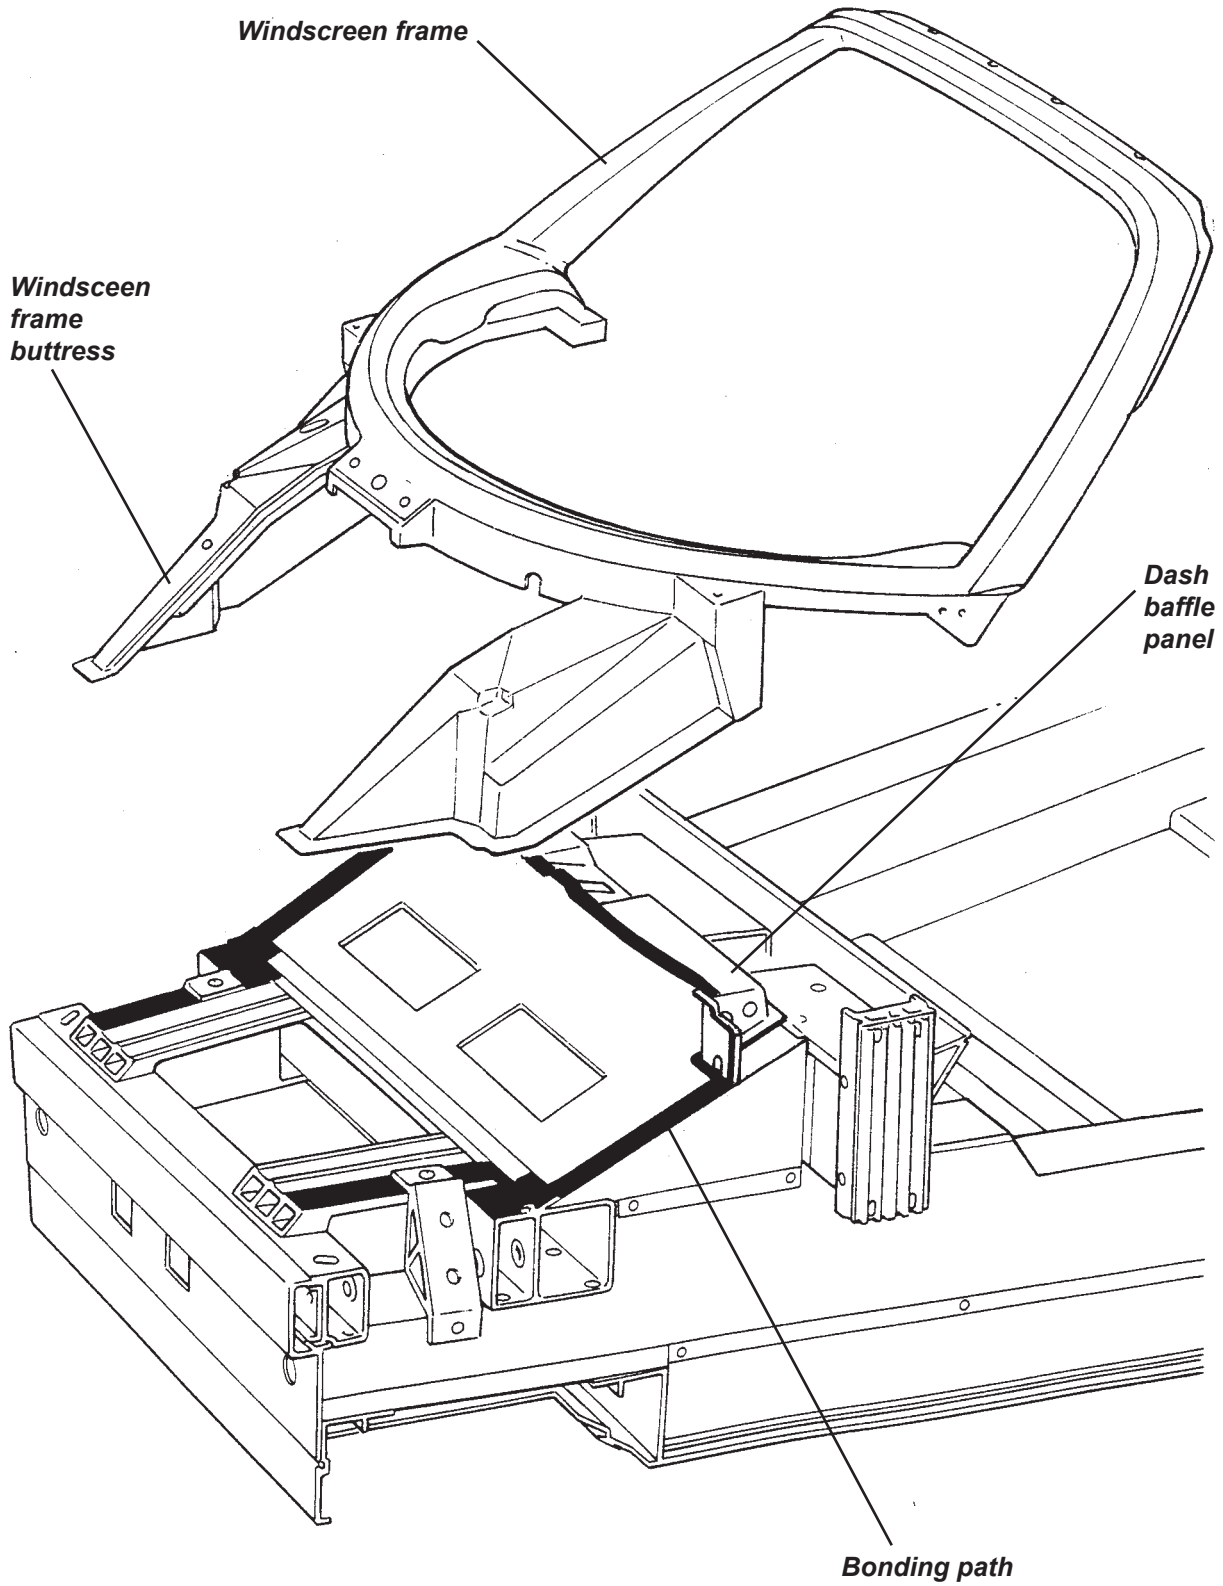 Windscreen frame
Windsceen
frame
buttress
Dash
baffle
panel
Bonding path